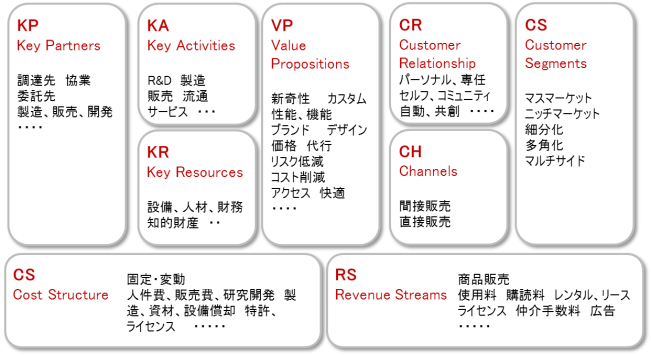 KP
Key Partners
調達先　協業
委託先
製造、販売、開発
・・・・
KA
Key Activities
R&D　製造
販売　流通
サービス　・・・
KR
Key Resources
設備、人材、財務
知的財産　・・
VP
Value
Propositions
新奇性　カスタム
性能、機能
ブランド　デザイン
価格　代行
リスク低減
コスト削減
アクセス　快適
・・・・
CR
Customer
Relationship
パーソナル、専任
セルフ、コミュニティ
自動、共創　・・・・
CH
Channels
間接販売
直接販売
CS
Customer
Segments
マスマーケット
ニッチマーケット
細分化
多角化
マルチサイド
CS
Cost Structure
固定・変動
人件費、販売費、研究開発　製
造、資材、設備償却　特許、
ライセンス　・・・・・
RS
Revenue Streams
商品販売
使用料　購読料　レンタル、リース
ライセンス　仲介手数料　広告
・・・・・